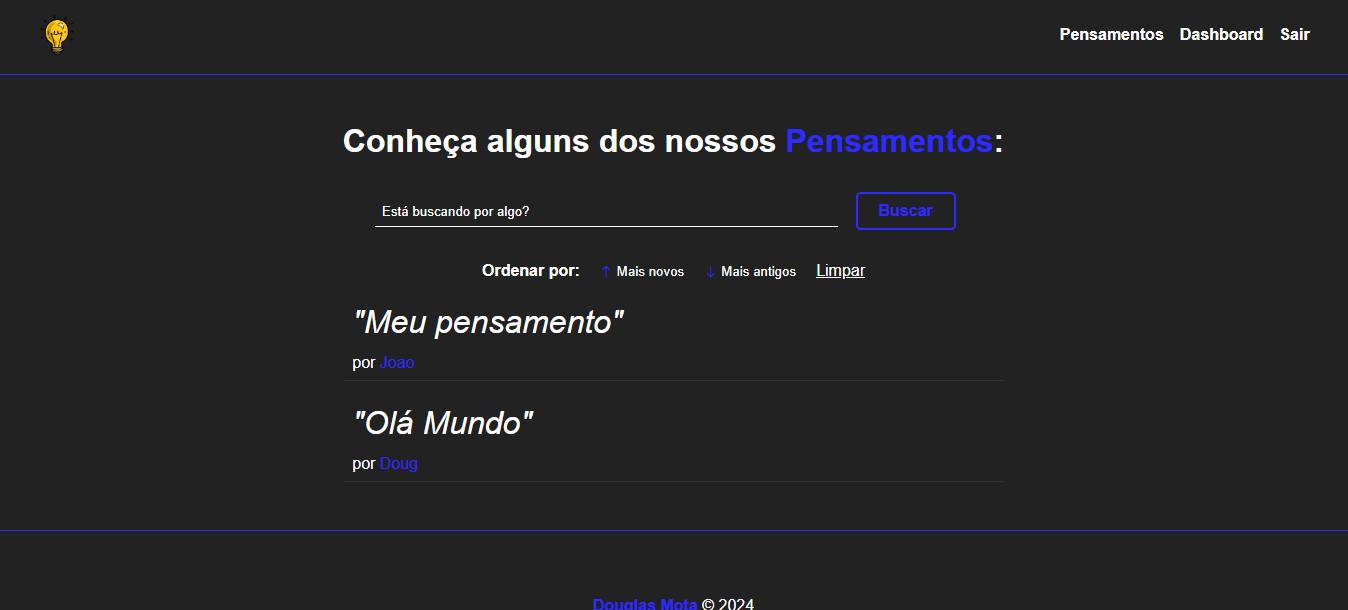 Pensamentos Dashboard Sair
Conheça alguns dos nossos Pensamentos:
Está buscando por algo? Buscar
Ordenar por: ↑ Mais novos ↓ Mais antigos Limpar
"Meu pensamento"
por Joao
"Olá Mundo"
por Doug
Douglas Mota © 2024